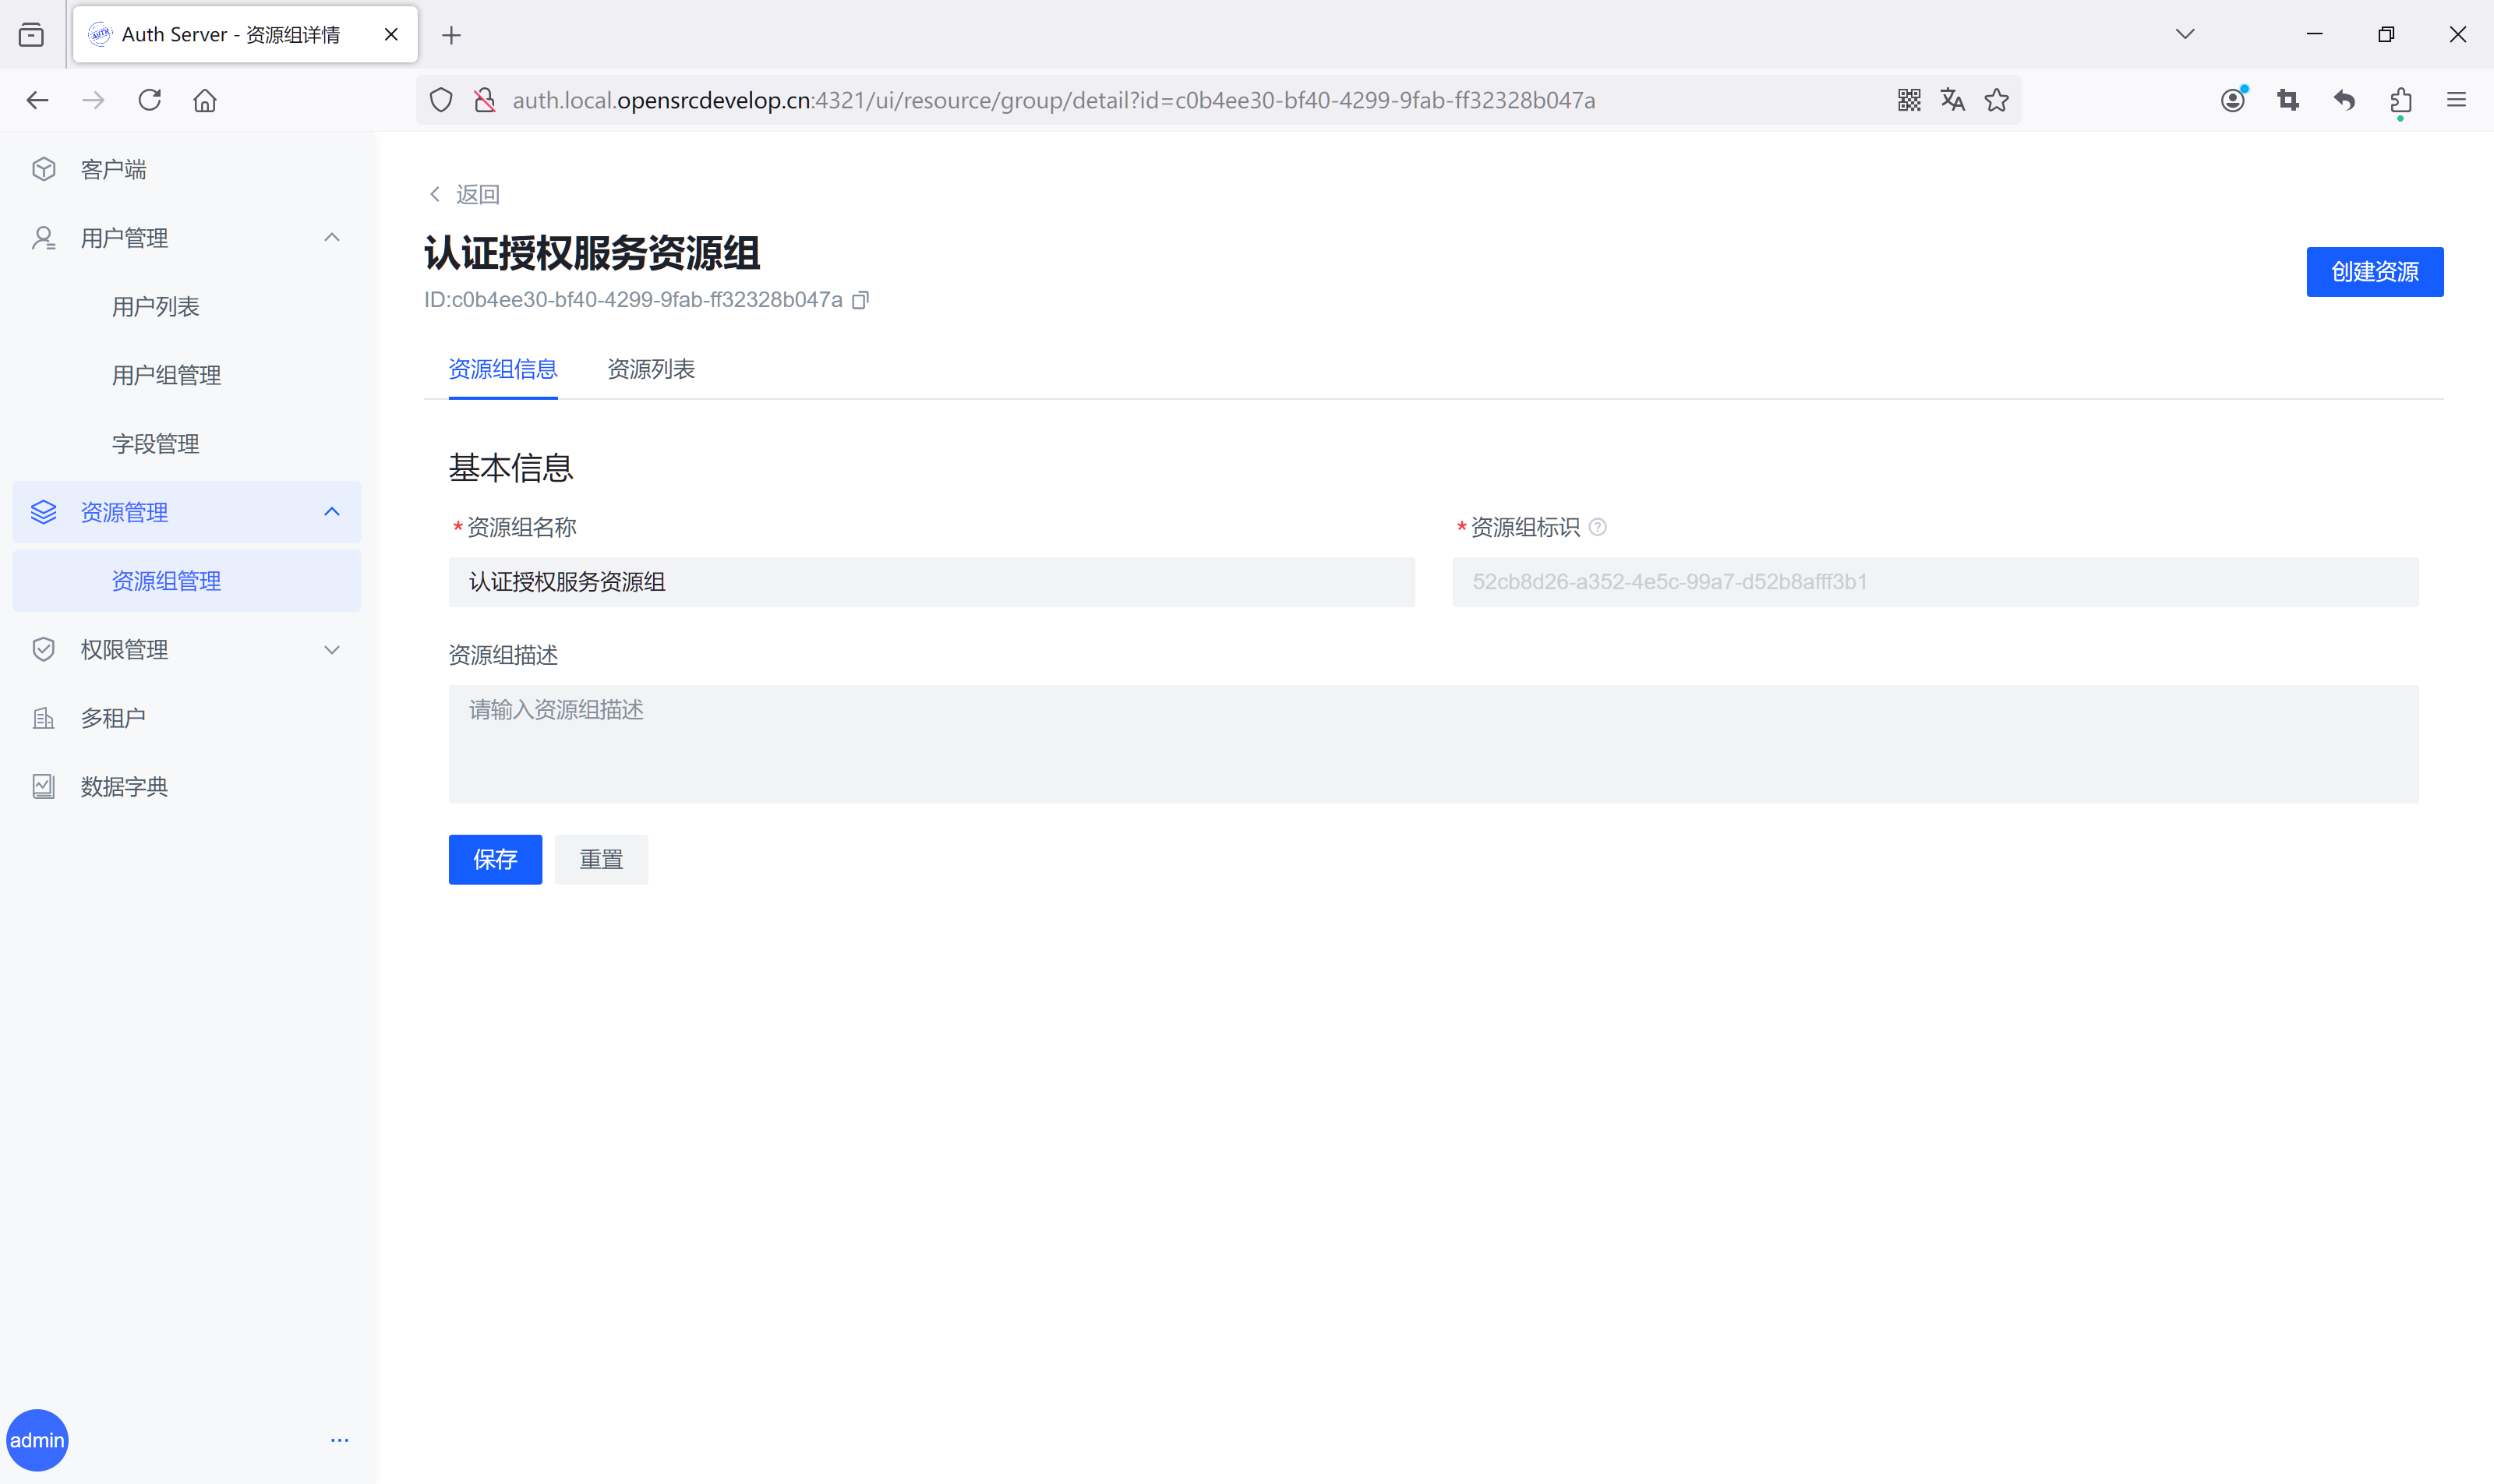 Auth Server - 资源组详情
auth.local.opensrcdevelop.cn:4321/ui/resource/group/detail?id=c0b4ee30-bf40-4299-9fab-ff32328b047a
客户端
用户管理
用户列表
用户组管理
字段管理
资源管理
资源组管理
权限管理
多租户
数据字典
admin
返回
认证授权服务资源组
ID:c0b4ee30-bf40-4299-9fab-ff32328b047a
创建资源
资源组信息 资源列表
基本信息
*资源组名称
认证授权服务资源组
*资源组标识
52cb8d26-a352-4e5c-99a7-d52b8afff3b1
资源组描述
请输入资源组描述
保存 重置